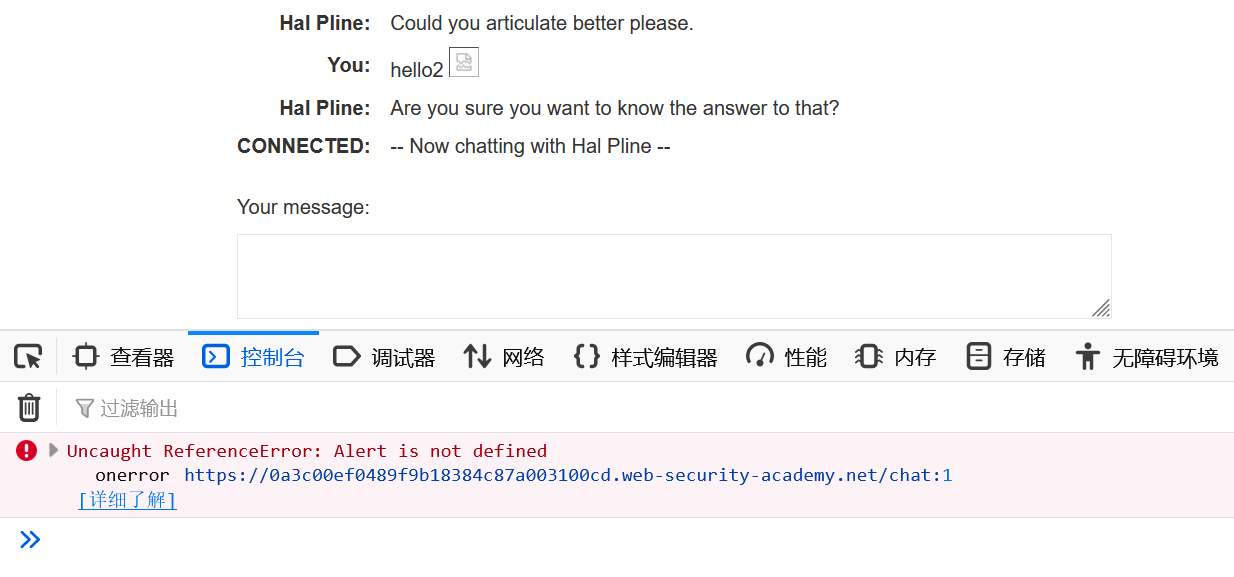 Hal Pline: Could you articulate better please.
You: hello2
Hal Pline: Are you sure you want to know the answer to that?
CONNECTED: -- Now chatting with Hal Pline --
Your message:
查看器 控制台 调试器 网络 样式编辑器 性能 内存 存储 无障碍环境
过滤输出
Uncaught ReferenceError: Alert is not defined
onerror https://0a3c00ef0489f9b18384c87a003100cd.web-security-academy.net/chat:1
[详细了解]